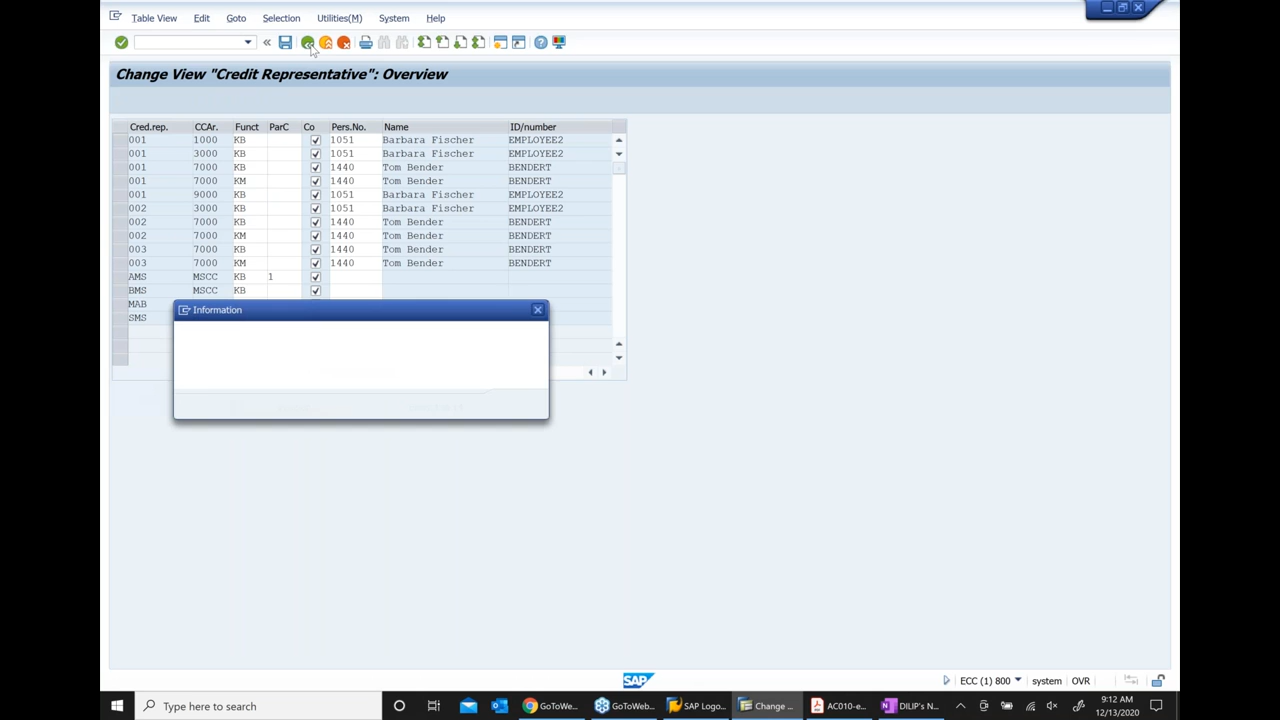 Table View Edit Goto Selection Utilities(M) System Help
Change View "Credit Representative": Overview
Cred.rep. CCAr. Funct ParC Co Pers.No. Name ID/number
001 1000 KB 1051 Barbara Fischer EMPLOYEE2
001 3000 KB 1051 Barbara Fischer EMPLOYEE2
001 7000 KB 1440 Tom Bender BENDERT
001 7000 KM 1440 Tom Bender BENDERT
001 9000 KB 1051 Barbara Fischer EMPLOYEE2
002 3000 KB 1051 Barbara Fischer EMPLOYEE2
002 7000 KB 1440 Tom Bender BENDERT
002 7000 KM 1440 Tom Bender BENDERT
003 7000 KB 1440 Tom Bender BENDERT
003 7000 KM 1440 Tom Bender BENDERT
AMS MSCC KB 1
BMS MSCC KB
MAB
SMS
Information
SAP ECC (1) 800 system OVR
Type here to search GoToWe... GoToWeb... SAP Logo... Change ... AC010-e... DILIP's N... 9:12 AM
12/13/2020